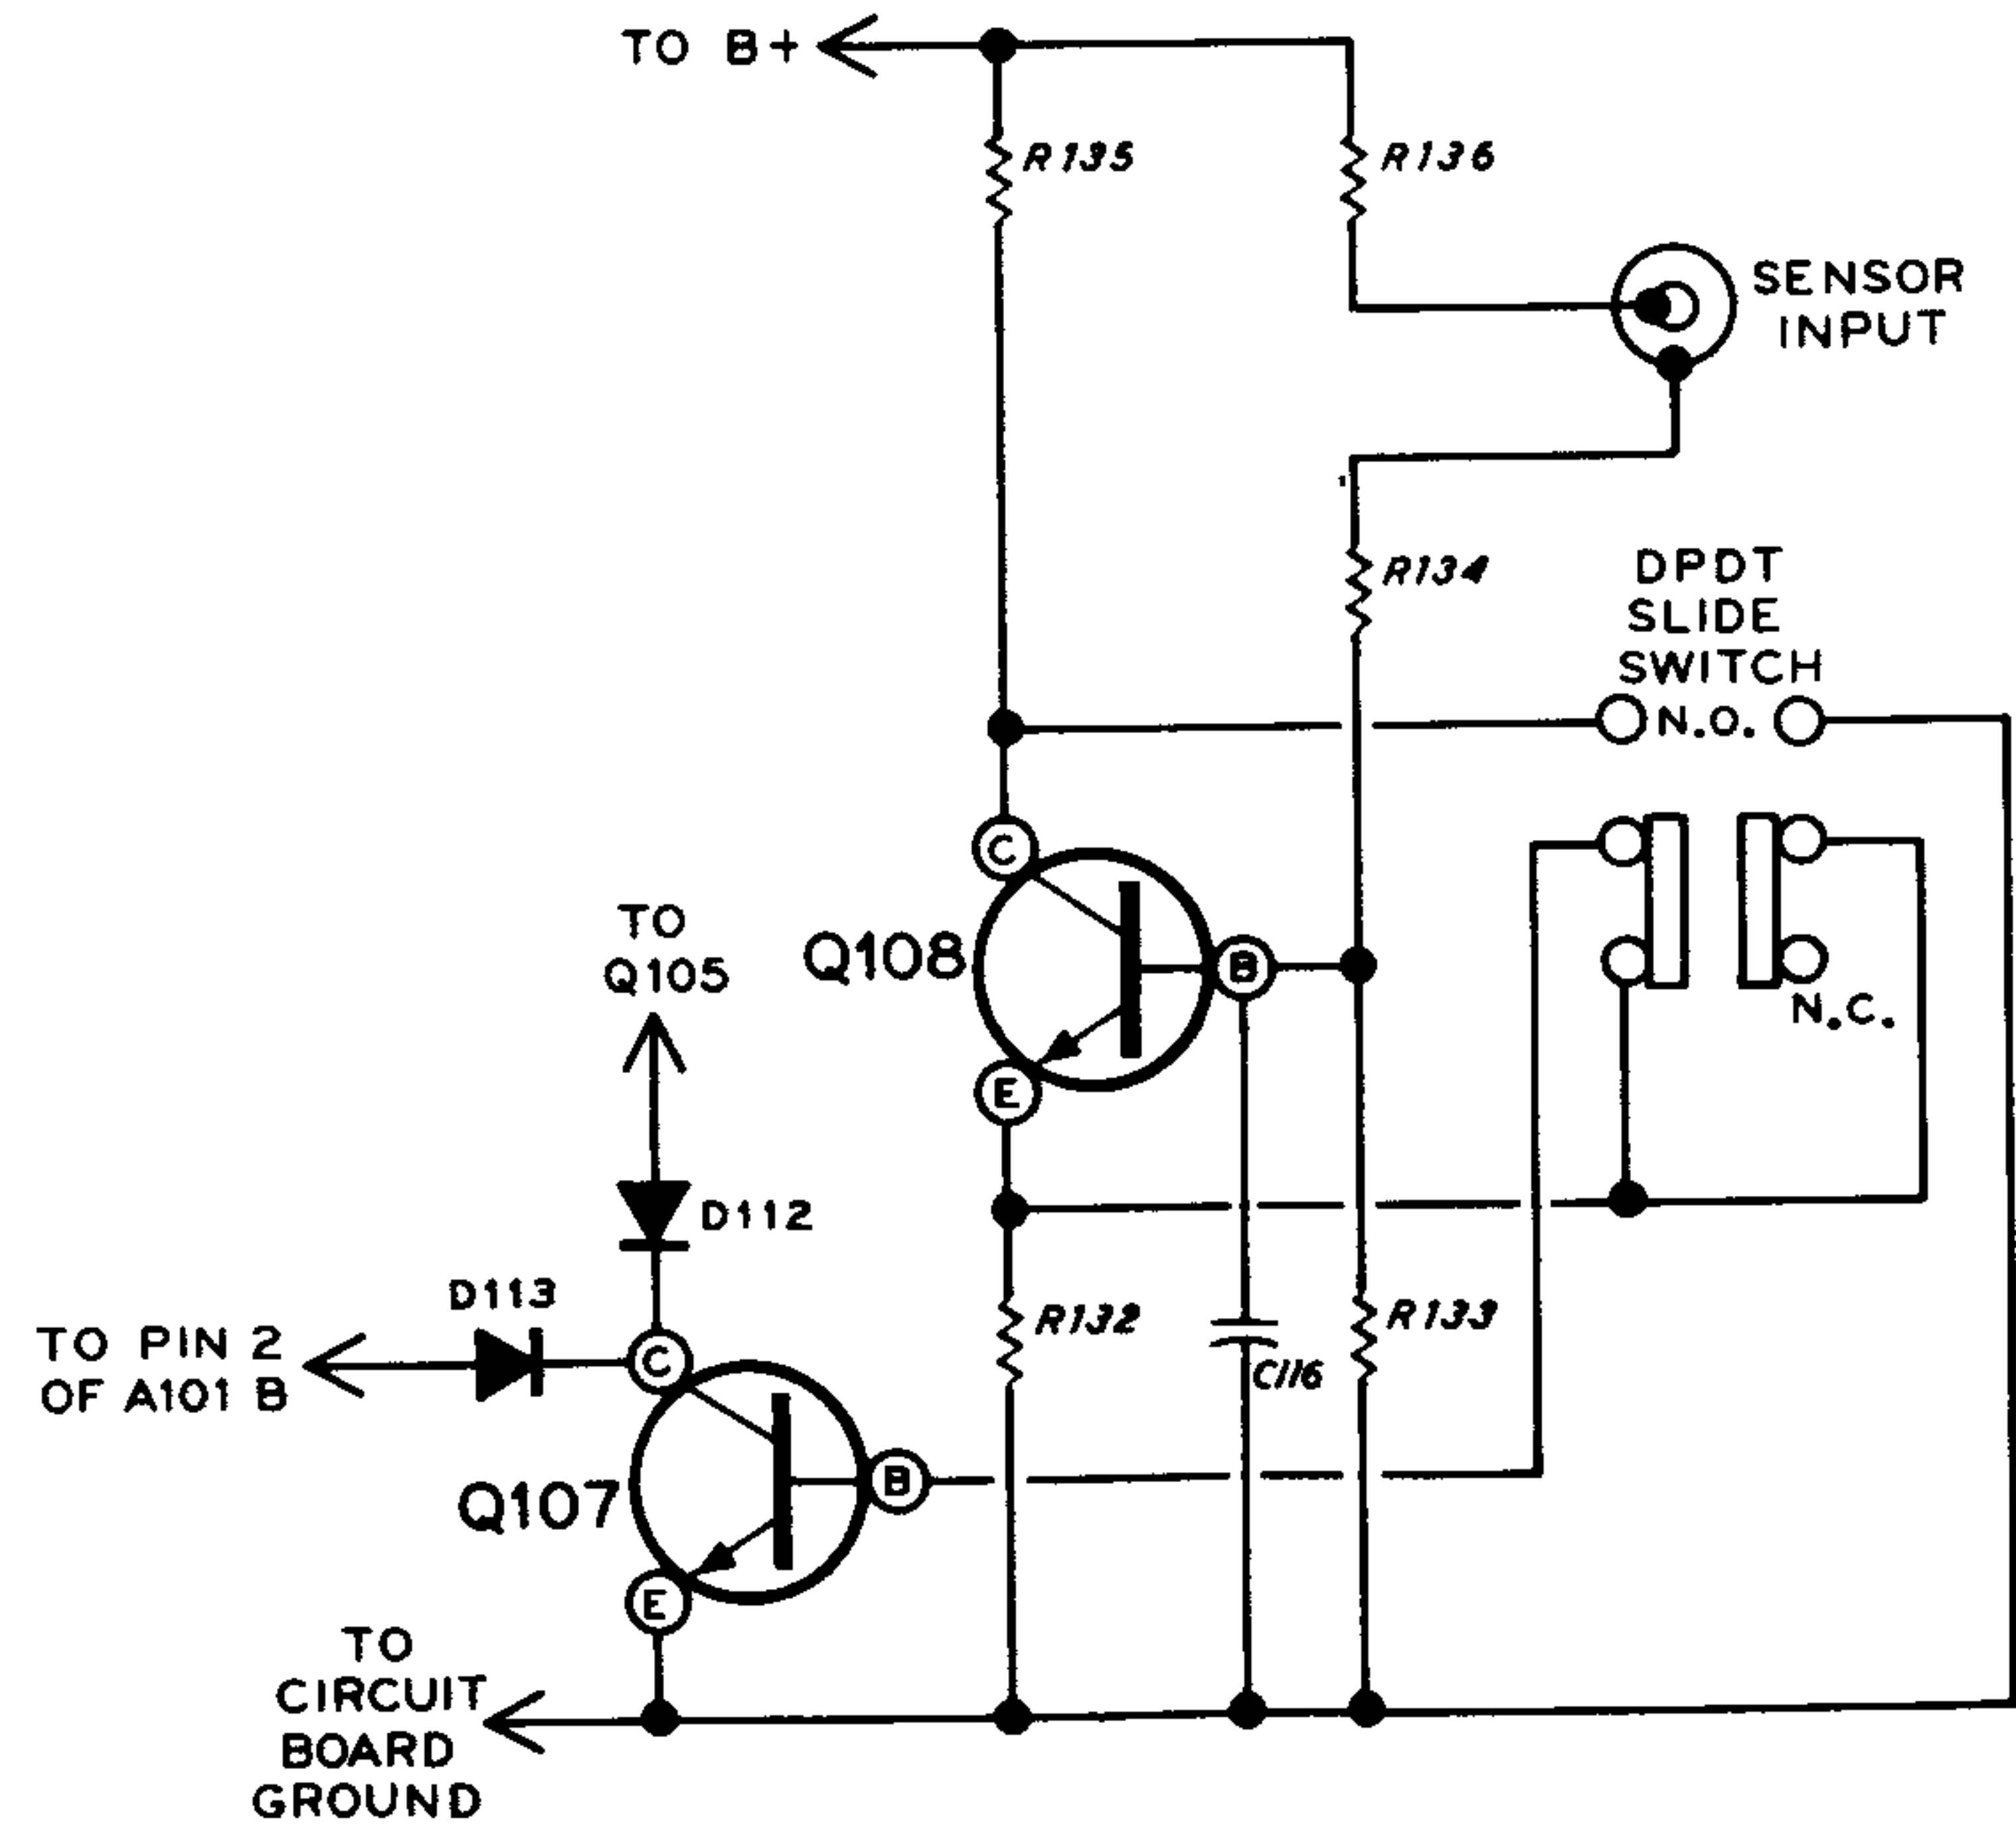 TO B+
R135
R136
SENSOR
INPUT
R134
DPDT
SLIDE
SWITCH
N.O.
C
TO
Q105
Q108
B
N.C.
E
D112
D113
R132
R133
TO PIN 2
OF A101 B
C
C116
Q107
B
E
TO
CIRCUIT
BOARD
GROUND